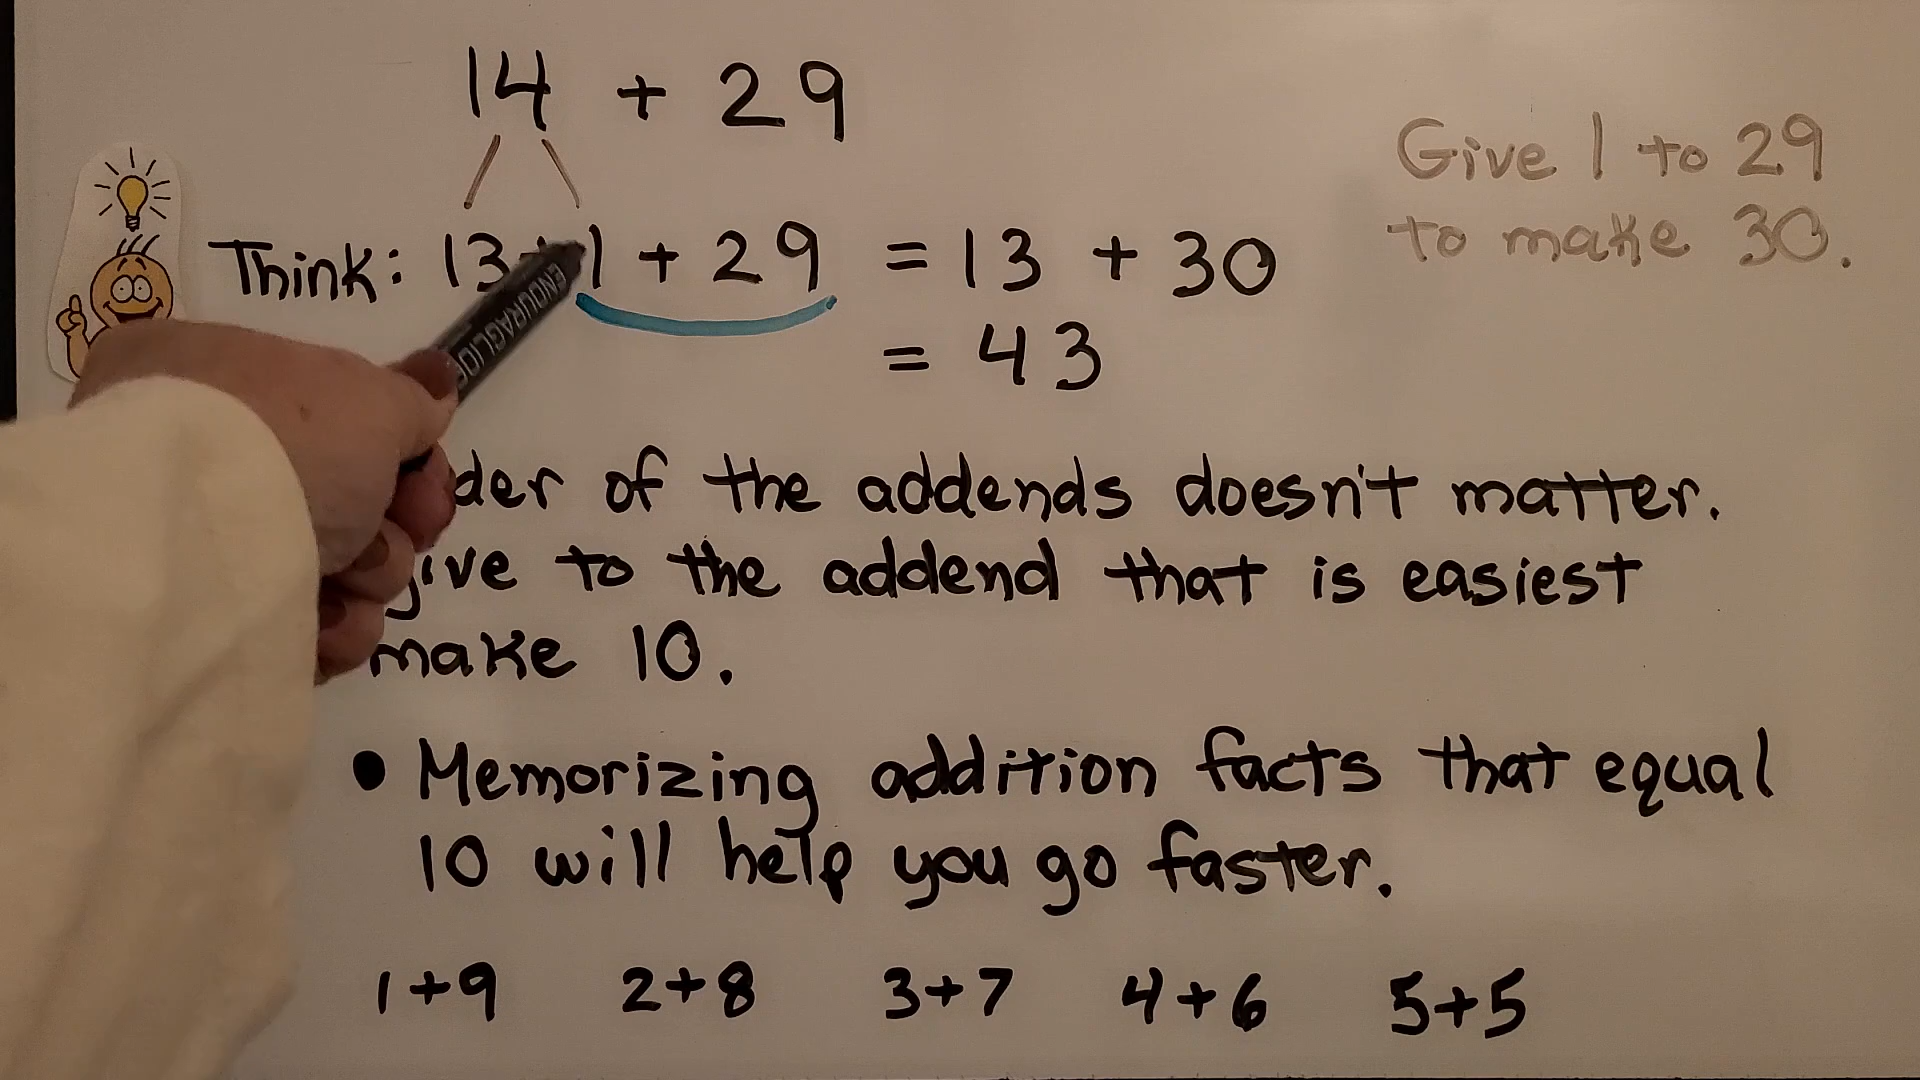 14 + 29
Give 1 to 29
to make 30.
Think: 13 + 1 + 29 = 13 + 30
= 43
of the addends doesn't matter.
give to the addend that is easiest
make 10.
• Memorizing addition facts that equal
10 will help you go faster.
1+9 2+8 3+7 4+6 5+5